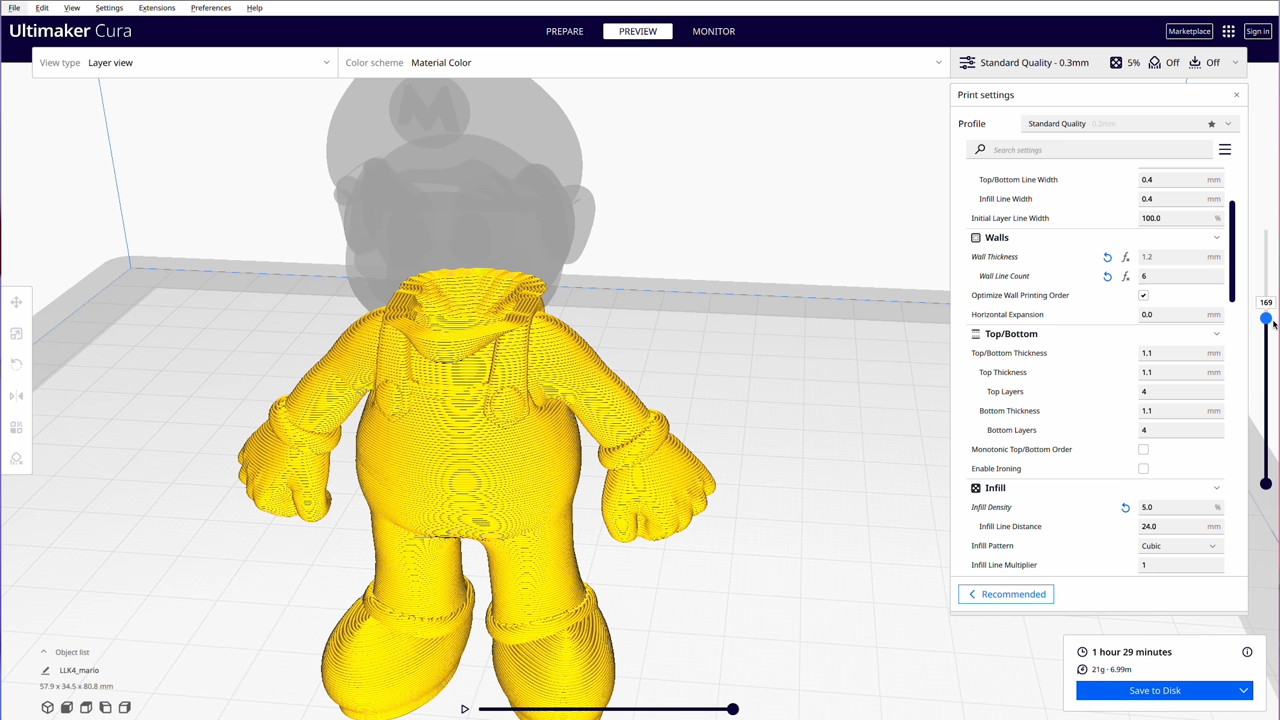 File Edit View Settings Extensions Preferences Help
Ultimaker Cura PREPARE PREVIEW MONITOR Marketplace Sign in
View type Layer view Color scheme Material Color Standard Quality - 0.3mm 5% Off Off
Print settings
Profile Standard Quality - 0.2mm
Search settings
Top/Bottom Line Width 0.4 mm
Infill Line Width 0.4 mm
Initial Layer Line Width 100.0 %
Walls
Wall Thickness 1.2 mm
Wall Line Count 6
Optimize Wall Printing Order
Horizontal Expansion 0.0 mm
Top/Bottom
Top/Bottom Thickness 1.1 mm
Top Thickness 1.1 mm
Top Layers 4
Bottom Thickness 1.1 mm
Bottom Layers 4
Monotonic Top/Bottom Order
Enable Ironing
Infill
Infill Density 5.0 %
Infill Line Distance 24.0 mm
Infill Pattern Cubic
Infill Line Multiplier 1
Recommended
169
M
Object list
LLK4_mario
57.9 x 34.5 x 80.8 mm
1 hour 29 minutes
21g · 6.99m
Save to Disk